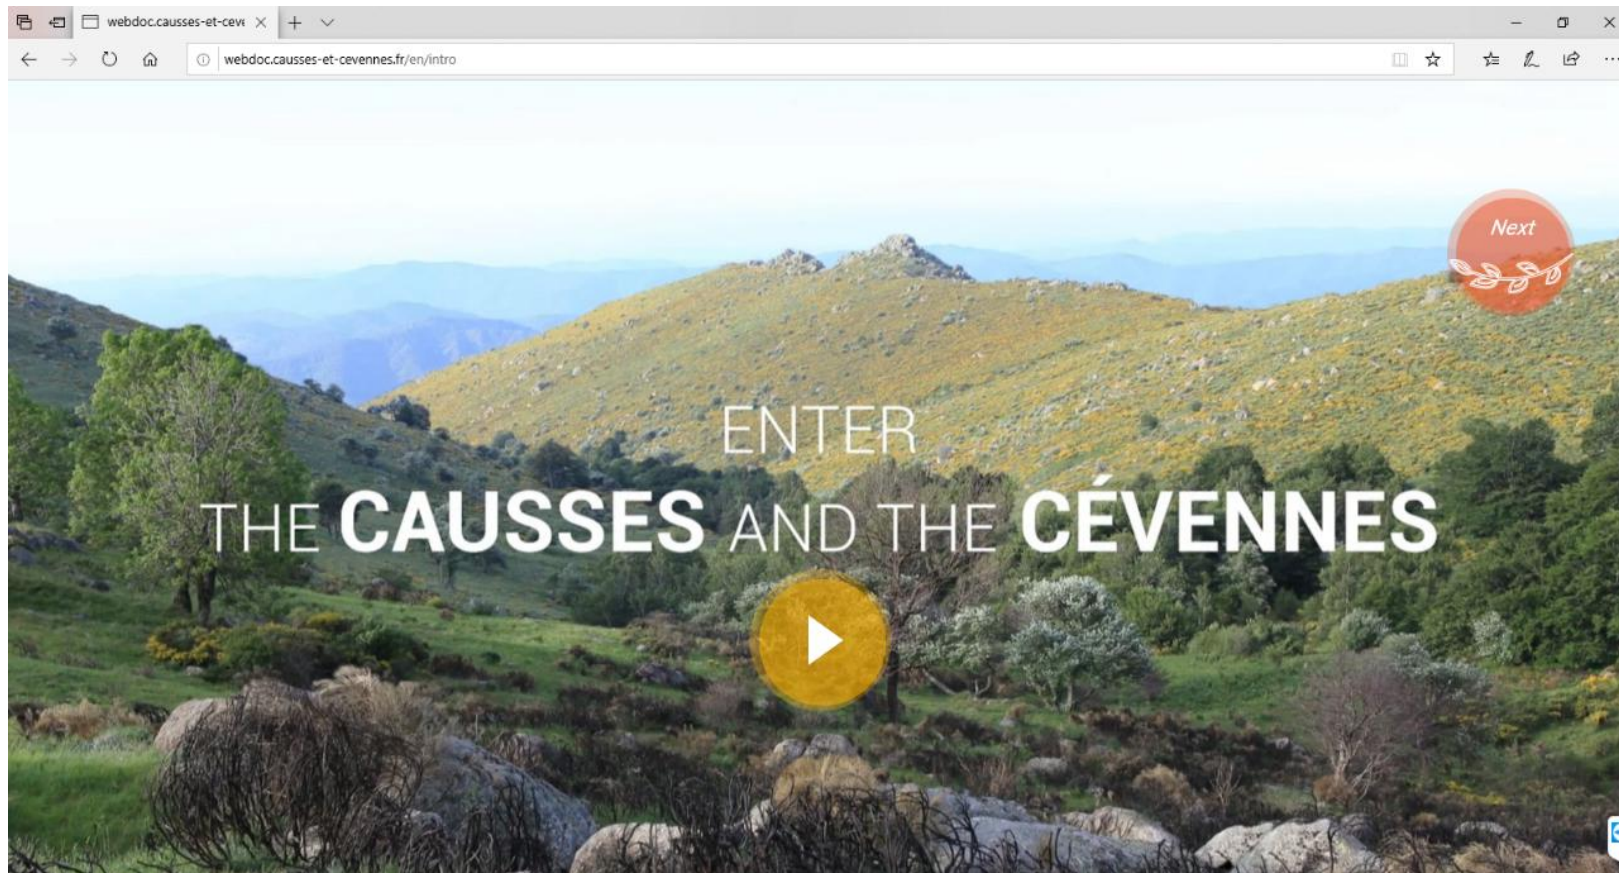 webdoc.causses-et-ceve
webdoc.causses-et-cevennes.fr/en/intro
Next
ENTER
THE CAUSSES AND THE CÉVENNES